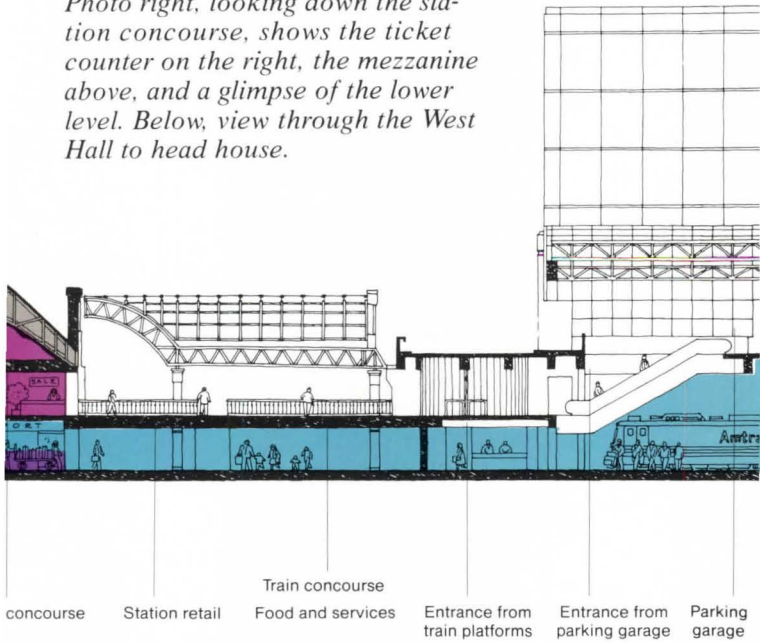 Photo right, looking down the sta-
tion concourse, shows the ticket
counter on the right, the mezzanine
above, and a glimpse of the lower
level. Below, view through the West
Hall to head house.
SALE
ORT
Amtra
Train concourse
concourse
Station retail
Food and services
Entrance from
train platforms
Entrance from
parking garage
Parking
garage